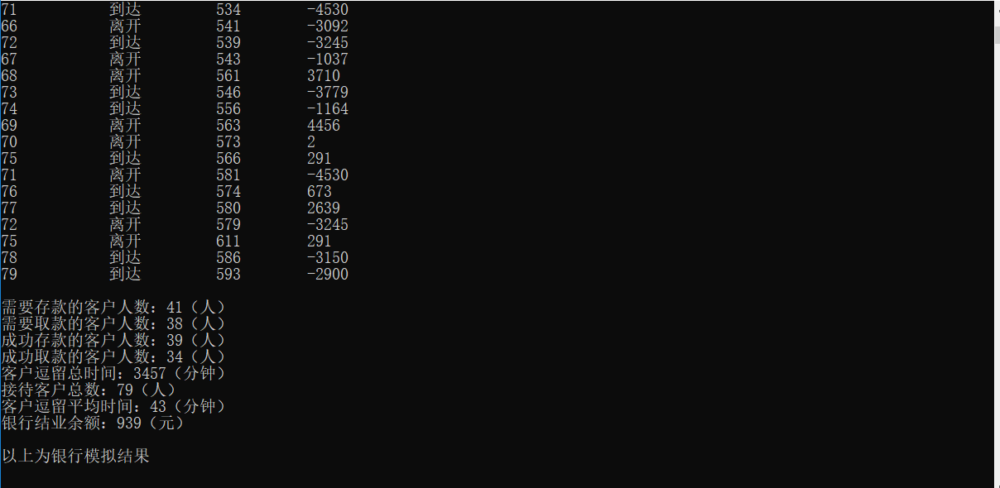 71 到达 534 -4530
66 离开 541 -3092
72 到达 539 -3245
67 离开 543 -1037
68 离开 561 3710
73 到达 546 -3779
74 到达 556 -1164
69 离开 563 4456
70 离开 573 2
75 到达 566 291
71 离开 581 -4530
76 到达 574 673
77 到达 580 2639
72 离开 579 -3245
75 离开 611 291
78 到达 586 -3150
79 到达 593 -2900
需要存款的客户人数：41（人）
需要取款的客户人数：38（人）
成功存款的客户人数：39（人）
成功取款的客户人数：34（人）
客户逗留总时间：3457（分钟）
接待客户总数：79（人）
客户逗留平均时间：43（分钟）
银行结业余额：939（元）
以上为银行模拟结果